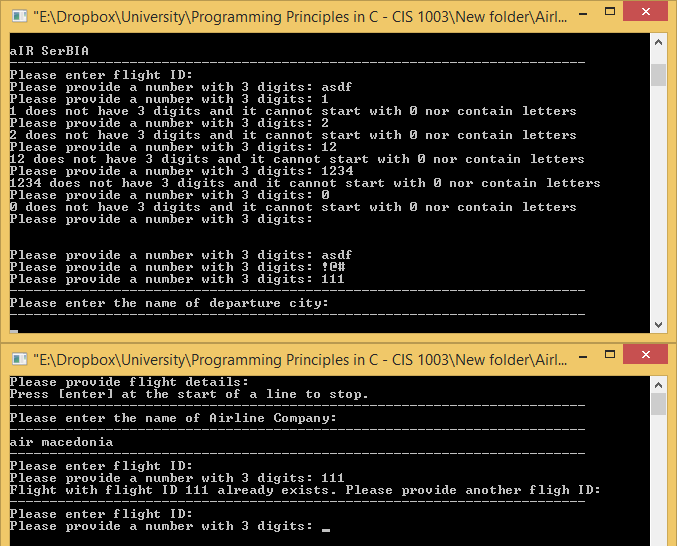 "E:\Dropbox\University\Programming Principles in C - CIS 1003\New folder\Airl...
aIR SerBIA
--------------------------------------------------------------------------------
Please enter flight ID:
Please provide a number with 3 digits: asdf
Please provide a number with 3 digits: 1
1 does not have 3 digits and it cannot start with 0 nor contain letters
Please provide a number with 3 digits: 2
2 does not have 3 digits and it cannot start with 0 nor contain letters
Please provide a number with 3 digits: 12
12 does not have 3 digits and it cannot start with 0 nor contain letters
Please provide a number with 3 digits: 1234
1234 does not have 3 digits and it cannot start with 0 nor contain letters
Please provide a number with 3 digits: 0
0 does not have 3 digits and it cannot start with 0 nor contain letters
Please provide a number with 3 digits:
Please provide a number with 3 digits: asdf
Please provide a number with 3 digits: !@#
Please provide a number with 3 digits: 111
--------------------------------------------------------------------------------
Please enter the name of departure city:
--------------------------------------------------------------------------------
"E:\Dropbox\University\Programming Principles in C - CIS 1003\New folder\Airl...
Please provide flight details:
Press [enter] at the start of a line to stop.
--------------------------------------------------------------------------------
Please enter the name of Airline Company:
--------------------------------------------------------------------------------
air macedonia
--------------------------------------------------------------------------------
Please enter flight ID:
Please provide a number with 3 digits: 111
Flight with flight ID 111 already exists. Please provide another fligh ID:
--------------------------------------------------------------------------------
Please enter flight ID:
Please provide a number with 3 digits: _